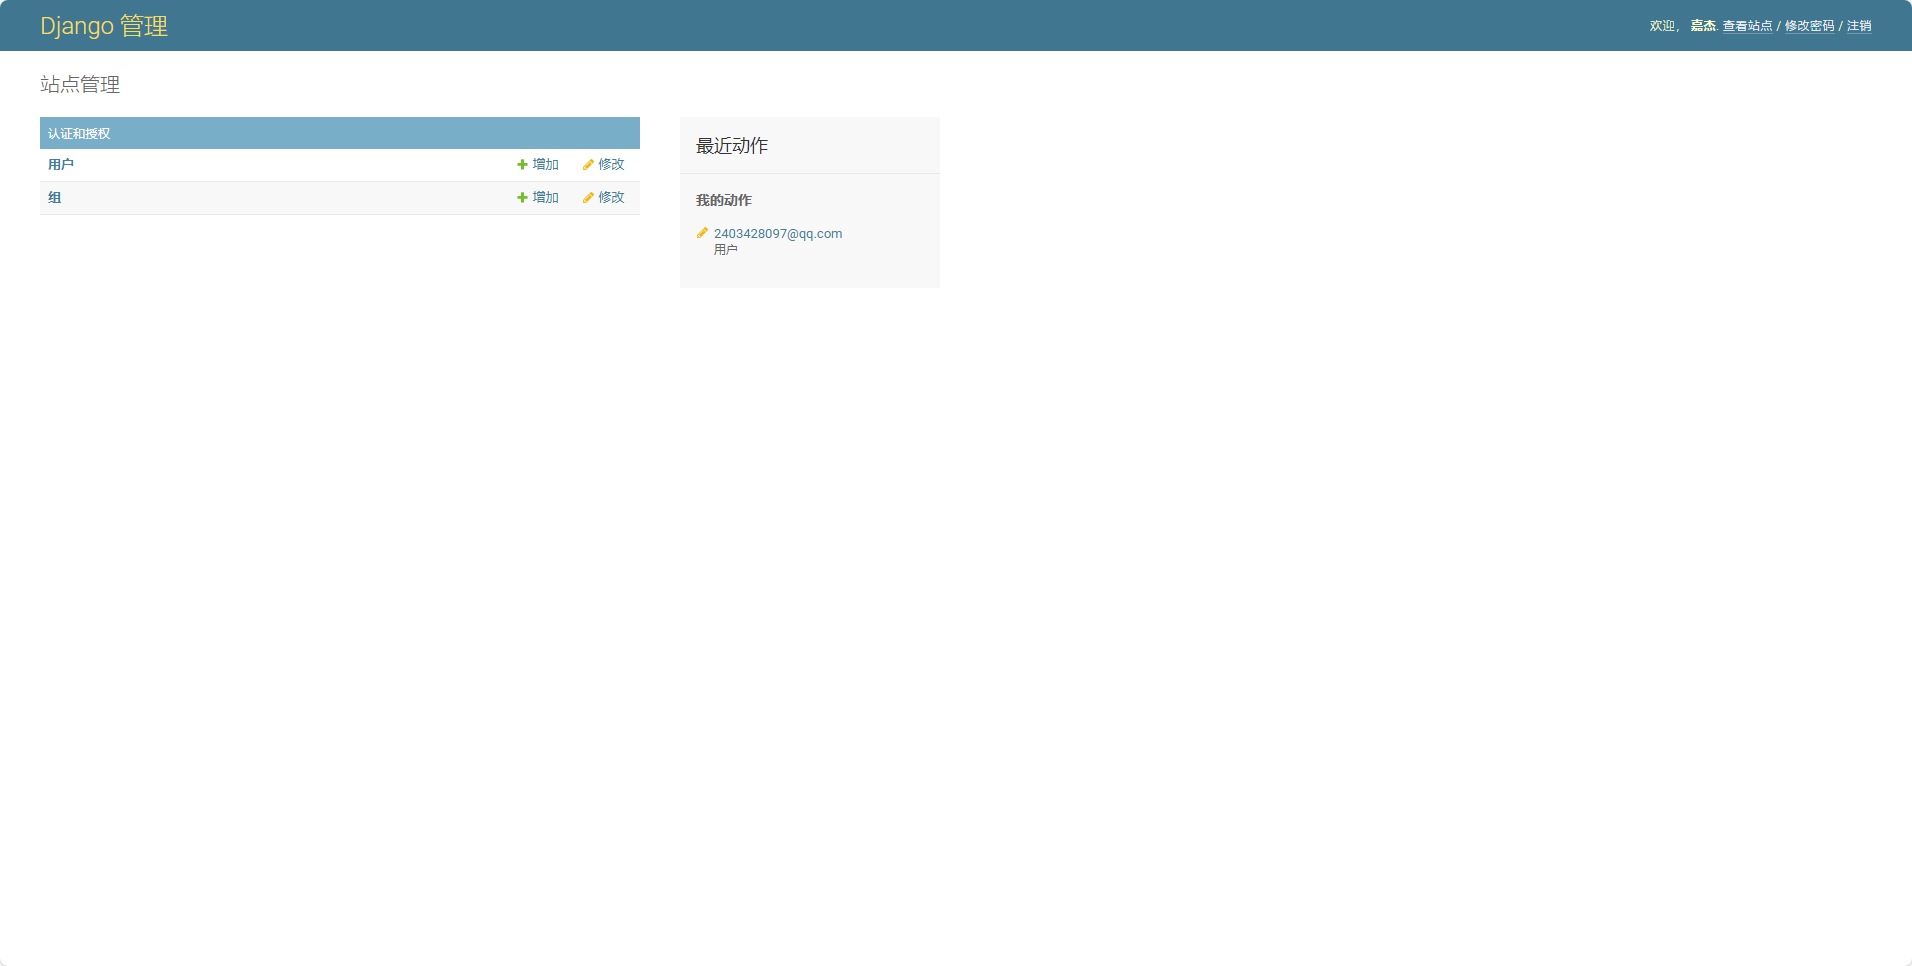 Django 管理
欢迎， 嘉杰. 查看站点 / 修改密码 / 注销
站点管理
认证和授权
用户 增加 修改
组 增加 修改
最近动作
我的动作
2403428097@qq.com
用户